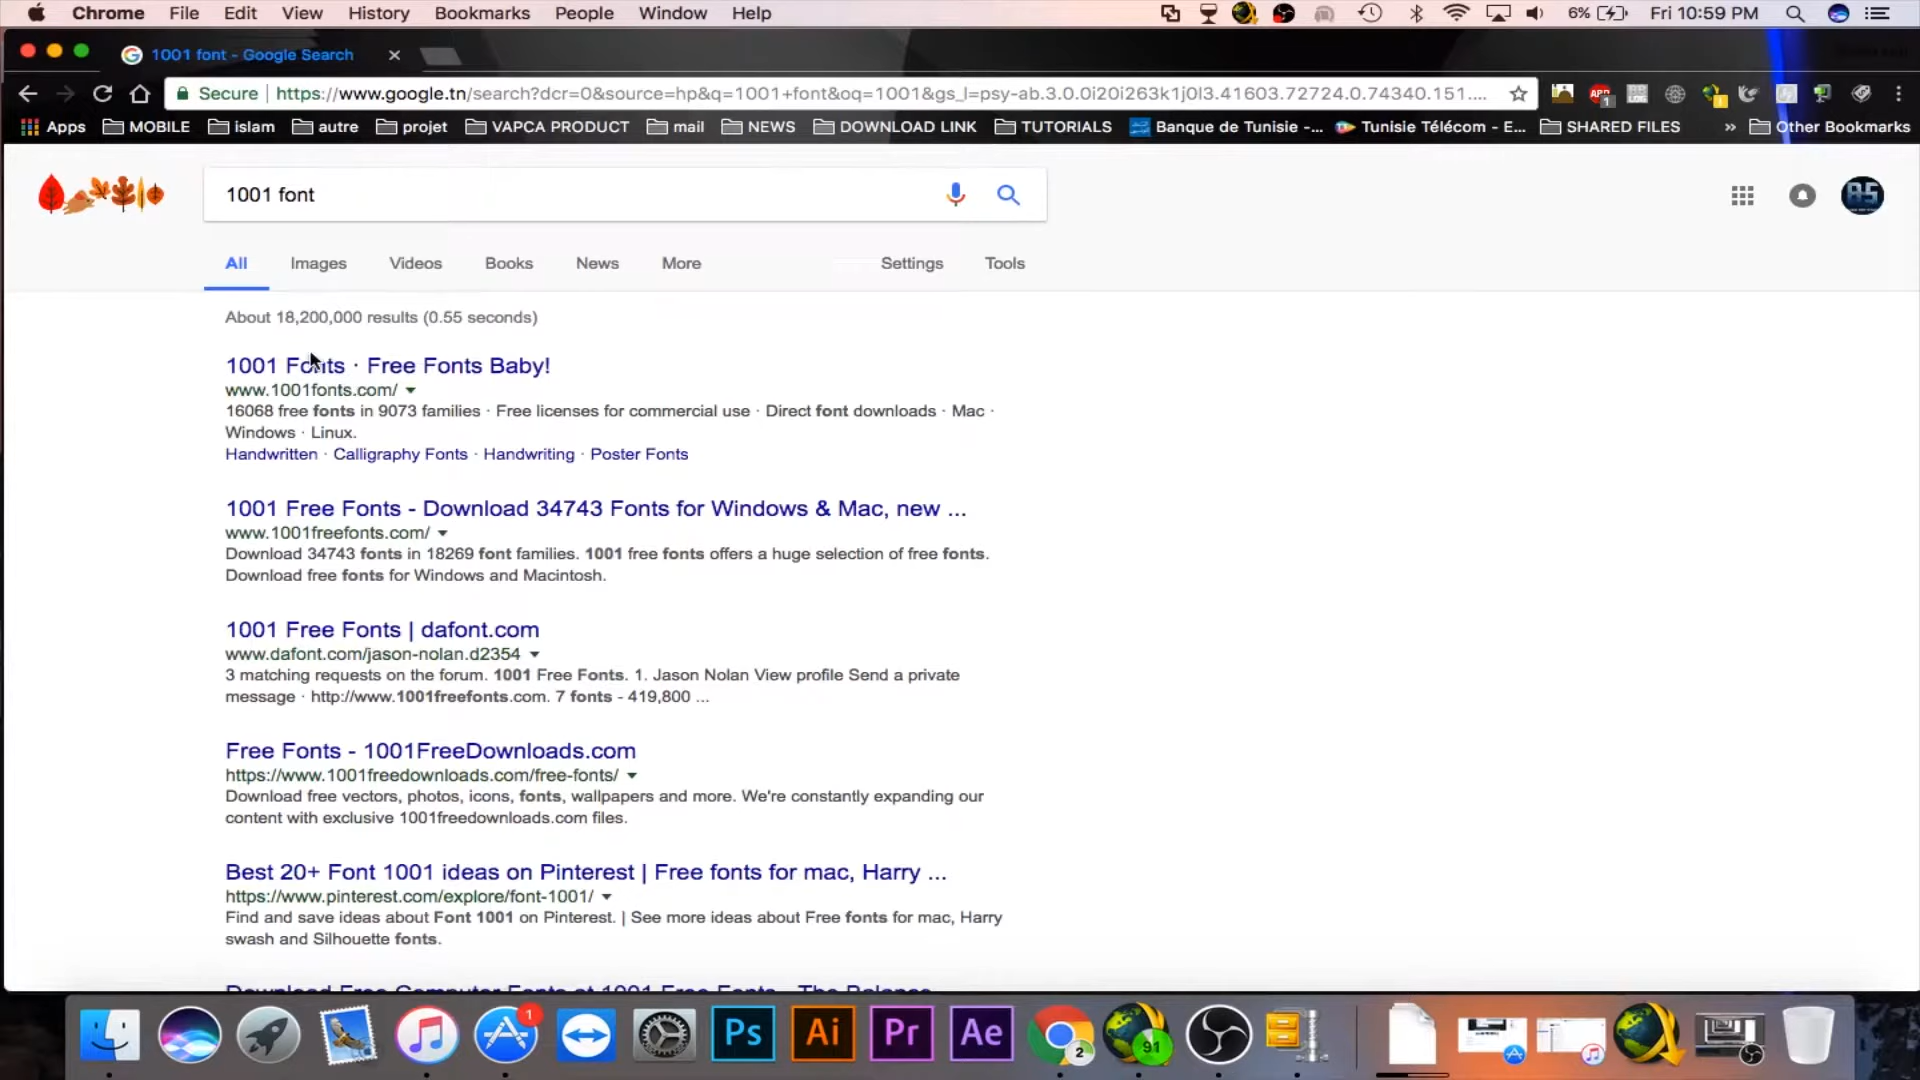 Chrome File Edit View History Bookmarks People Window Help 6% Fri 10:59 PM
1001 font - Google Search
Secure https://www.google.tn/search?dcr=0&source=hp&q=1001+font&oq=1001&gs_l=psy-ab.3.0.0i20i263k1j0l3.41603.72724.0.74340.151....
Apps MOBILE islam autre projet VAPCA PRODUCT mail NEWS DOWNLOAD LINK TUTORIALS Banque de Tunisie -... Tunisie Télécom - E... SHARED FILES » Other Bookmarks
1001 font
All Images Videos Books News More Settings Tools
About 18,200,000 results (0.55 seconds)
1001 Fonts · Free Fonts Baby!
www.1001fonts.com/
16068 free fonts in 9073 families · Free licenses for commercial use · Direct font downloads · Mac ·
Windows · Linux.
Handwritten · Calligraphy Fonts · Handwriting · Poster Fonts
1001 Free Fonts - Download 34743 Fonts for Windows & Mac, new ...
www.1001freefonts.com/
Download 34743 fonts in 18269 font families. 1001 free fonts offers a huge selection of free fonts.
Download free fonts for Windows and Macintosh.
1001 Free Fonts | dafont.com
www.dafont.com/jason-nolan.d2354
3 matching requests on the forum. 1001 Free Fonts. 1. Jason Nolan View profile Send a private
message · http://www.1001freefonts.com. 7 fonts - 419,800 ...
Free Fonts - 1001FreeDownloads.com
https://www.1001freedownloads.com/free-fonts/
Download free vectors, photos, icons, fonts, wallpapers and more. We're constantly expanding our
content with exclusive 1001freedownloads.com files.
Best 20+ Font 1001 ideas on Pinterest | Free fonts for mac, Harry ...
https://www.pinterest.com/explore/font-1001/
Find and save ideas about Font 1001 on Pinterest. | See more ideas about Free fonts for mac, Harry
swash and Silhouette fonts.
Download Free Computer Fonts at 1001 Free Fonts - The Balance
1 Ps Ai Pr Ae 2 91